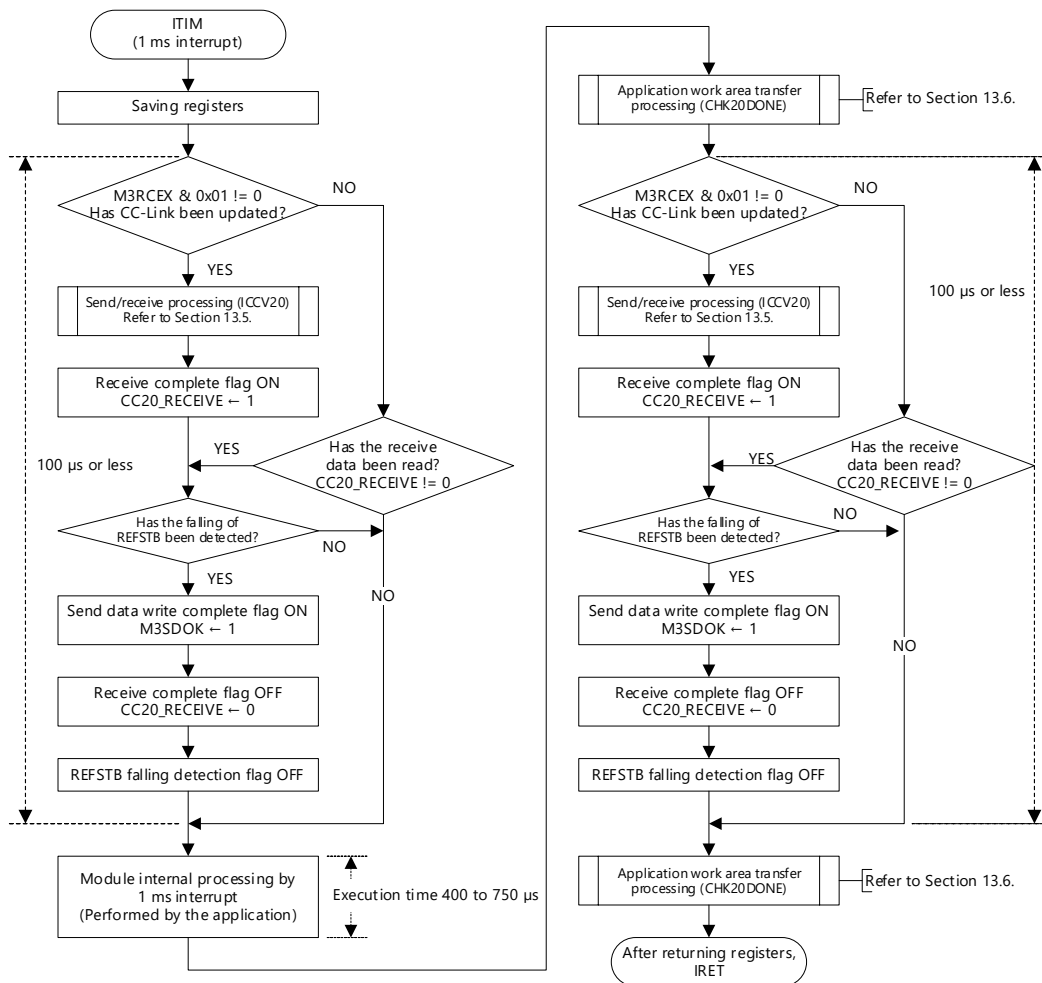 ITIM
(1 ms interrupt)
Saving registers
M3RCEX & 0x01 != 0
Has CC-Link been updated?
NO
YES
Send/receive processing (ICCV20)
Refer to Section 13.5.
Receive complete flag ON
CC20_RECEIVE ← 1
YES
Has the receive
data been read?
CC20_RECEIVE != 0
100 µs or less
Has the falling of
REFSTB been detected?
NO
YES
NO
Send data write complete flag ON
M3SDOK ← 1
Receive complete flag OFF
CC20_RECEIVE ← 0
REFSTB falling detection flag OFF
Module internal processing by
1 ms interrupt
(Performed by the application)
Execution time 400 to 750 µs
Application work area transfer
processing (CHK20DONE)
Refer to Section 13.6.
M3RCEX & 0x01 != 0
Has CC-Link been updated?
NO
YES
100 µs or less
Send/receive processing (ICCV20)
Refer to Section 13.5.
Receive complete flag ON
CC20_RECEIVE ← 1
YES
Has the receive
data been read?
CC20_RECEIVE != 0
Has the falling of
REFSTB been detected?
NO
YES
Send data write complete flag ON
M3SDOK ← 1
NO
Receive complete flag OFF
CC20_RECEIVE ← 0
REFSTB falling detection flag OFF
Application work area transfer
processing (CHK20DONE)
Refer to Section 13.6.
After returning registers,
IRET